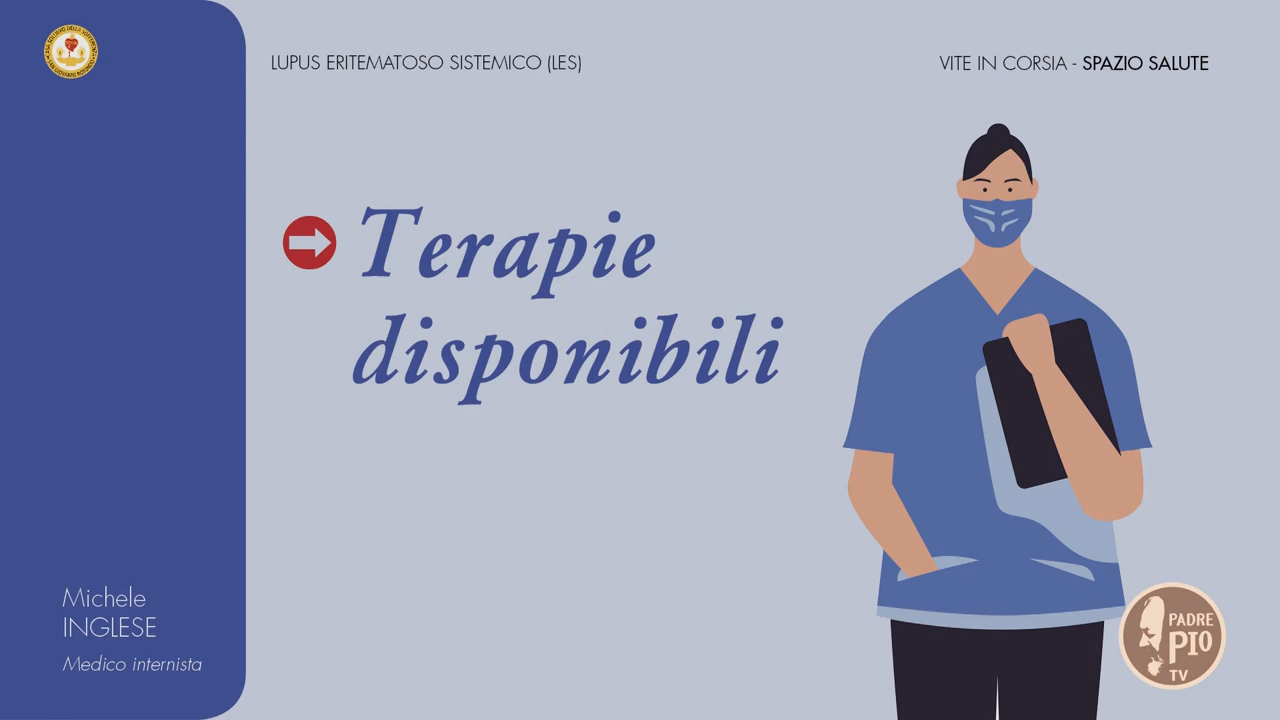 LUPUS ERITEMATOSO SISTEMICO (LES)
VITE IN CORSIA - SPAZIO SALUTE
Terapie
disponibili
Michele
INGLESE
Medico internista
PADRE
PIO
TV